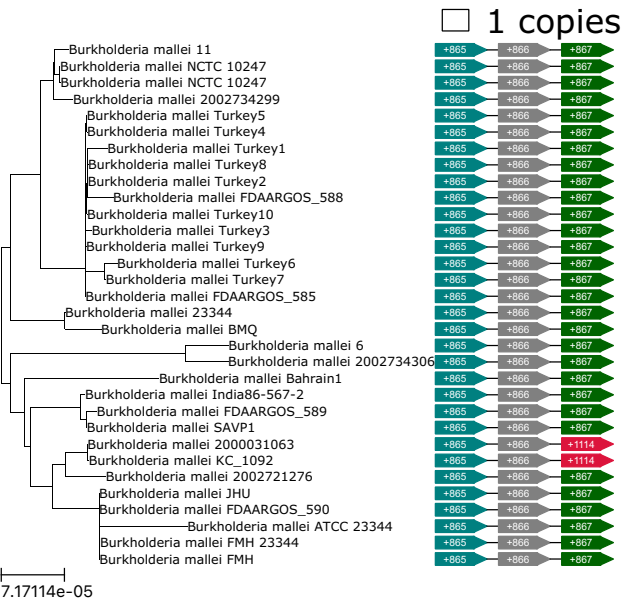 1 copies
Burkholderia mallei 11 +865 +866 +867
Burkholderia mallei NCTC 10247 +865 +866 +867
Burkholderia mallei NCTC 10247 +865 +866 +867
Burkholderia mallei 2002734299 +865 +866 +867
Burkholderia mallei Turkey5 +865 +866 +867
Burkholderia mallei Turkey4 +865 +866 +867
Burkholderia mallei Turkey1 +865 +866 +867
Burkholderia mallei Turkey8 +865 +866 +867
Burkholderia mallei Turkey2 +865 +866 +867
Burkholderia mallei FDAARGOS_588 +865 +866 +867
Burkholderia mallei Turkey10 +865 +866 +867
Burkholderia mallei Turkey3 +865 +866 +867
Burkholderia mallei Turkey9 +865 +866 +867
Burkholderia mallei Turkey6 +865 +866 +867
Burkholderia mallei Turkey7 +865 +866 +867
Burkholderia mallei FDAARGOS_585 +865 +866 +867
Burkholderia mallei 23344 +865 +866 +867
Burkholderia mallei BMQ +865 +866 +867
Burkholderia mallei 6 +865 +866 +867
Burkholderia mallei 2002734306 +865 +866 +867
Burkholderia mallei Bahrain1 +865 +866 +867
Burkholderia mallei India86-567-2 +865 +866 +867
Burkholderia mallei FDAARGOS_589 +865 +866 +867
Burkholderia mallei SAVP1 +865 +866 +867
Burkholderia mallei 2000031063 +865 +866 +1114
Burkholderia mallei KC_1092 +865 +866 +1114
Burkholderia mallei 2002721276 +865 +866 +867
Burkholderia mallei JHU +865 +866 +867
Burkholderia mallei FDAARGOS_590 +865 +866 +867
Burkholderia mallei ATCC 23344 +865 +866 +867
Burkholderia mallei FMH 23344 +865 +866 +867
Burkholderia mallei FMH +865 +866 +867
7.17114e-05